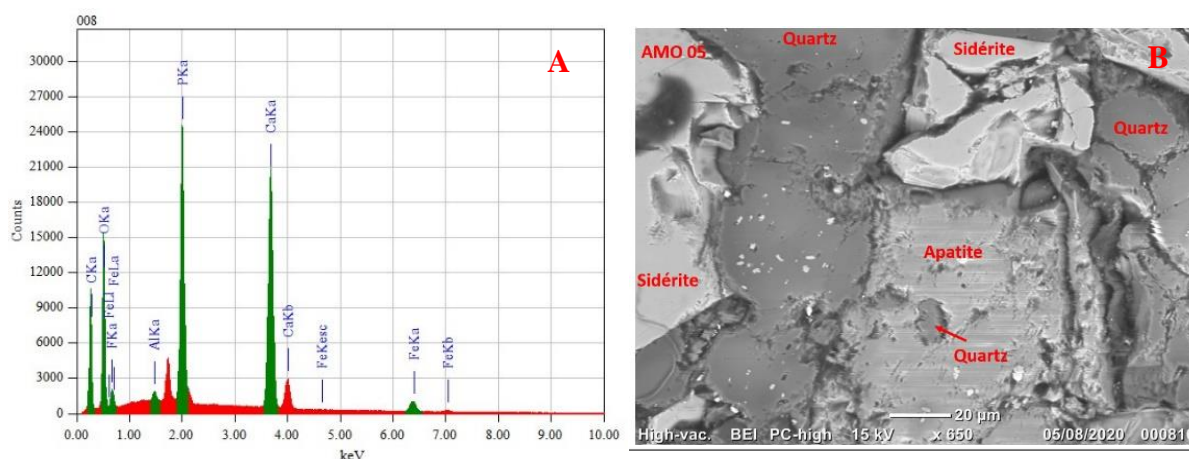 008
A
Counts
30000
27000
24000
21000
18000
15000
12000
9000
6000
3000
0
CKa
OKa
FeLl
FKa
FeLa
AlKa
PKa
CaKa
CaKb
FeKesc
FeKa
FeKb
0.00 1.00 2.00 3.00 4.00 5.00 6.00 7.00 8.00 9.00 10.00
keV
AMO 05
Quartz
Sidérite
B
Quartz
Sidérite
Apatite
Quartz
20 µm
High-vac. BEI PC-high 15 kV x 650 05/08/2020 000816